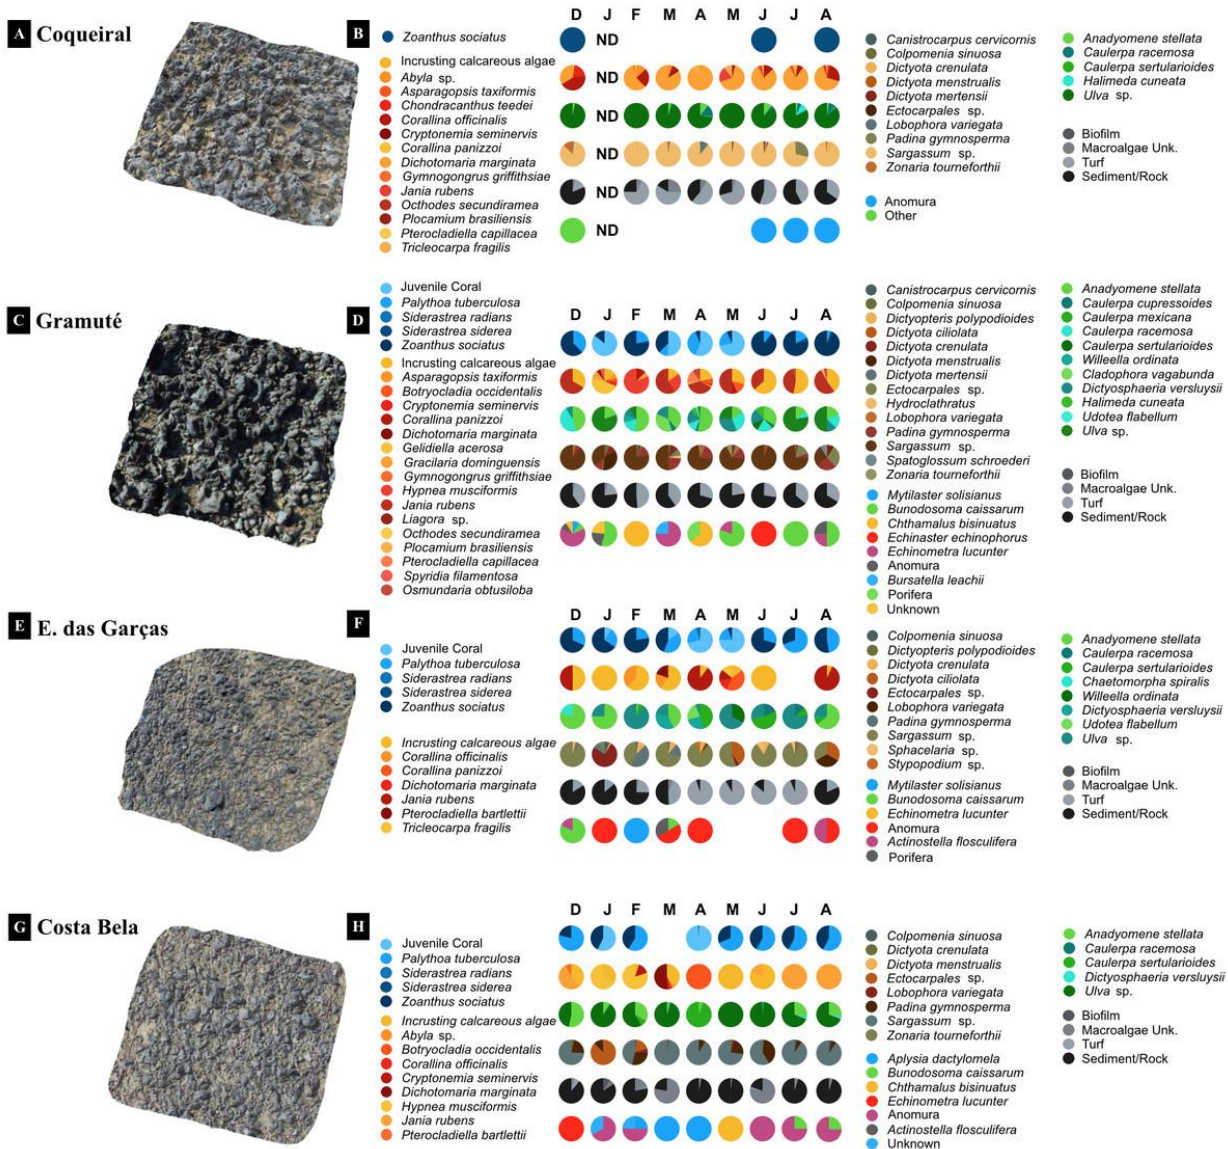 A Coqueiral
B
D J F M A M J J A
Zoanthus sociatus
Incrusting calcareous algae
Abyla sp.
Asparagopsis taxiformis
Chondracanthus teedei
Corallina officinalis
Cryptonemia seminervis
Corallina panizzoi
Dichotomaria marginata
Gymnogongrus griffithsiae
Jania rubens
Octhodes secundiramea
Plocamium brasiliensis
Pterocladiella capillacea
Tricleocarpa fragilis
ND
ND
ND
ND
ND
ND
Canistrocarpus cervicornis
Colpomenia sinuosa
Dictyota crenulata
Dictyota menstrualis
Dictyota mertensii
Ectocarpales sp.
Lobophora variegata
Padina gymnosperma
Sargassum sp.
Zonaria tourneforthii
Anomura
Other
Anadyomene stellata
Caulerpa racemosa
Caulerpa sertularioides
Halimeda cuneata
Ulva sp.
Biofilm
Macroalgae Unk.
Turf
Sediment/Rock
C Gramuté
D
D J F M A M J J A
Juvenile Coral
Palythoa tuberculosa
Siderastrea radians
Siderastrea siderea
Zoanthus sociatus
Incrusting calcareous algae
Asparagopsis taxiformis
Botryocladia occidentalis
Cryptonemia seminervis
Corallina panizzoi
Dichotomaria marginata
Gelidiella acerosa
Gracilaria dominguensis
Gymnogongrus griffithsiae
Hypnea musciformis
Jania rubens
Liagora sp.
Octhodes secundiramea
Plocamium brasiliensis
Pterocladiella capillacea
Spyridia filamentosa
Osmundaria obtusiloba
Canistrocarpus cervicornis
Colpomenia sinuosa
Dictyopteris polypodioides
Dictyota ciliolata
Dictyota crenulata
Dictyota menstrualis
Dictyota mertensii
Ectocarpales sp.
Hydroclathratus
Lobophora variegata
Padina gymnosperma
Sargassum sp.
Spatoglossum schroederi
Zonaria tourneforthii
Mytilaster solisianus
Bunodosoma caissarum
Chthamalus bisinuatus
Echinaster echinophorus
Echinometra lucunter
Anomura
Bursatella leachii
Porifera
Unknown
Anadyomene stellata
Caulerpa cupressoides
Caulerpa mexicana
Caulerpa racemosa
Caulerpa sertularioides
Willeella ordinata
Cladophora vagabunda
Dictyosphaeria versluysii
Halimeda cuneata
Udotea flabellum
Ulva sp.
Biofilm
Macroalgae Unk.
Turf
Sediment/Rock
E E. das Garças
F
D J F M A M J J A
Juvenile Coral
Palythoa tuberculosa
Siderastrea radians
Siderastrea siderea
Zoanthus sociatus
Incrusting calcareous algae
Corallina officinalis
Corallina panizzoi
Dichotomaria marginata
Jania rubens
Pterocladiella bartlettii
Tricleocarpa fragilis
Colpomenia sinuosa
Dictyopteris polypodioides
Dictyota crenulata
Dictyota ciliolata
Ectocarpales sp.
Lobophora variegata
Padina gymnosperma
Sargassum sp.
Sphacelaria sp.
Stypopodium sp.
Mytilaster solisianus
Bunodosoma caissarum
Echinometra lucunter
Anomura
Actinostella flosculifera
Porifera
Anadyomene stellata
Caulerpa racemosa
Caulerpa sertularioides
Chaetomorpha spiralis
Willeella ordinata
Dictyosphaeria versluysii
Udotea flabellum
Ulva sp.
Biofilm
Macroalgae Unk.
Turf
Sediment/Rock
G Costa Bela
H
D J F M A M J J A
Juvenile Coral
Palythoa tuberculosa
Siderastrea radians
Siderastrea siderea
Zoanthus sociatus
Incrusting calcareous algae
Abyla sp.
Botryocladia occidentalis
Corallina officinalis
Cryptonemia seminervis
Dichotomaria marginata
Hypnea musciformis
Jania rubens
Pterocladiella bartlettii
Colpomenia sinuosa
Dictyota crenulata
Dictyota menstrualis
Ectocarpales sp.
Lobophora variegata
Padina gymnosperma
Sargassum sp.
Zonaria tourneforthii
Aplysia dactylomela
Bunodosoma caissarum
Chthamalus bisinuatus
Echinometra lucunter
Anomura
Actinostella flosculifera
Unknown
Anadyomene stellata
Caulerpa racemosa
Caulerpa sertularioides
Dictyosphaeria versluysii
Ulva sp.
Biofilm
Macroalgae Unk.
Turf
Sediment/Rock